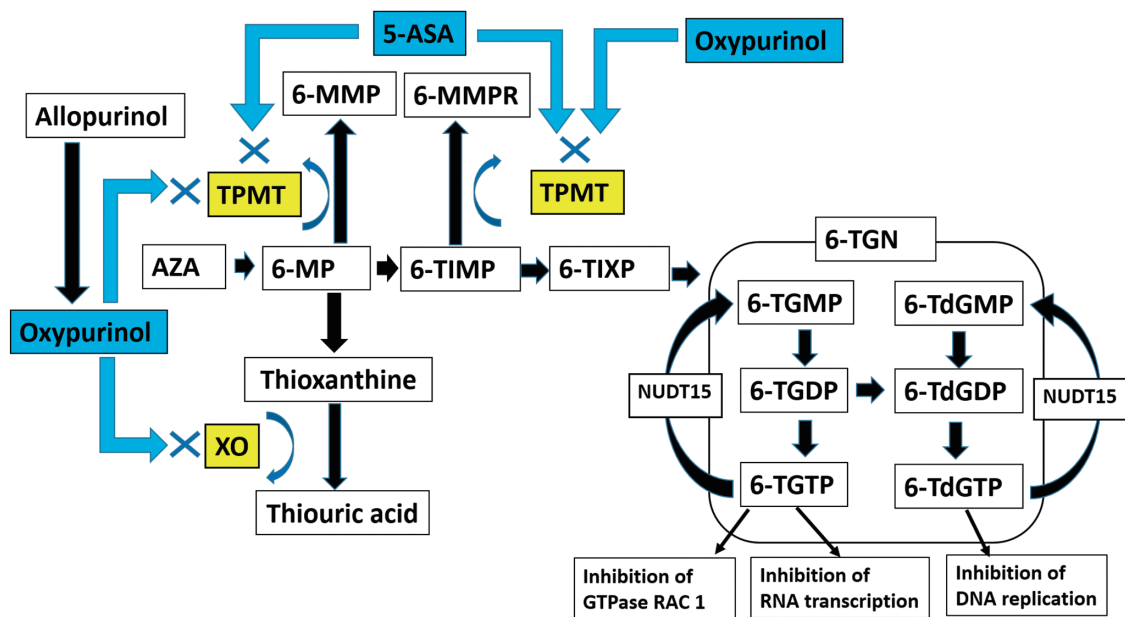 5-ASA
Oxypurinol
6-MMP
6-MMPR
Allopurinol
TPMT
TPMT
6-TGN
AZA
6-MP
6-TIMP
6-TIXP
6-TGMP
6-TdGMP
Oxypurinol
Thioxanthine
NUDT15
6-TGDP
6-TdGDP
NUDT15
XO
6-TGTP
6-TdGTP
Thiouric acid
Inhibition of
GTPase RAC 1
Inhibition of
RNA transcription
Inhibition of
DNA replication